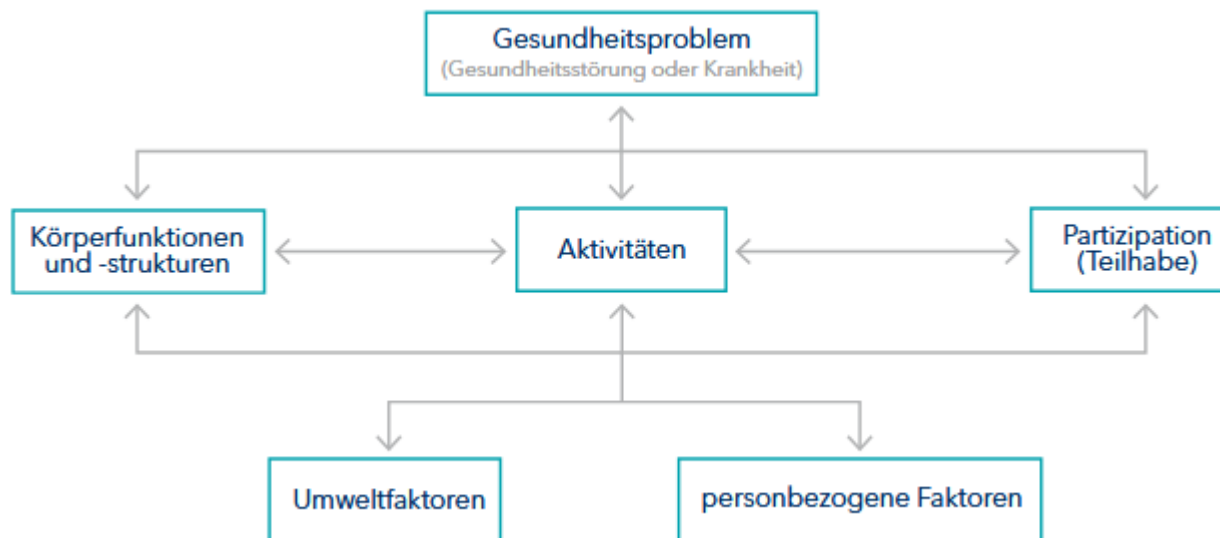 Gesundheitsproblem
(Gesundheitsstörung oder Krankheit)
Körperfunktionen
und -strukturen
Aktivitäten
Partizipation
(Teilhabe)
Umweltfaktoren
personbezogene Faktoren